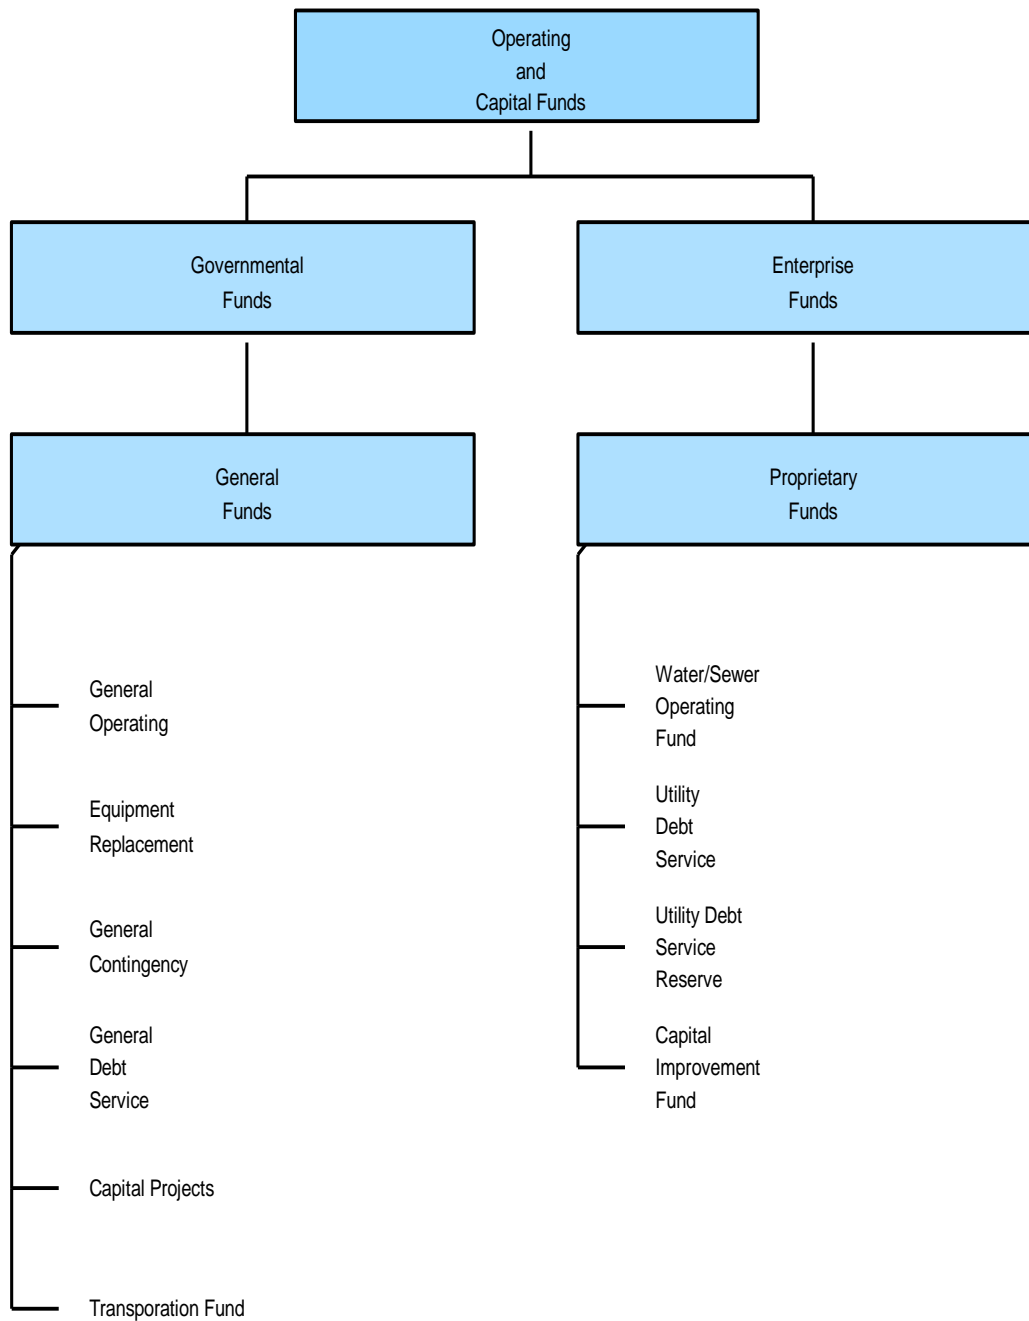 Operating
and
Capital Funds
Governmental
Funds
Enterprise
Funds
General
Funds
Proprietary
Funds
General
Operating
Equipment
Replacement
General
Contingency
General
Debt
Service
Capital Projects
Transporation Fund
Water/Sewer
Operating
Fund
Utility
Debt
Service
Utility Debt
Service
Reserve
Capital
Improvement
Fund